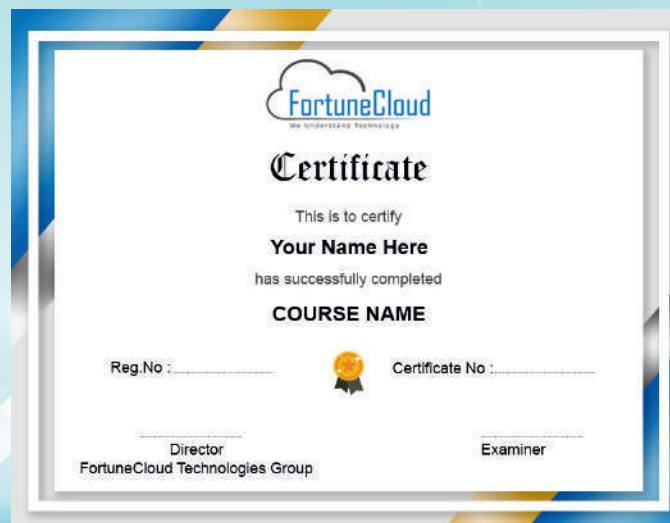 FortuneCloud
We Understand Technology
Certificate
This is to certify
Your Name Here
has successfully completed
COURSE NAME
Reg.No :
Certificate No :
Director
Examiner
FortuneCloud Technologies Group